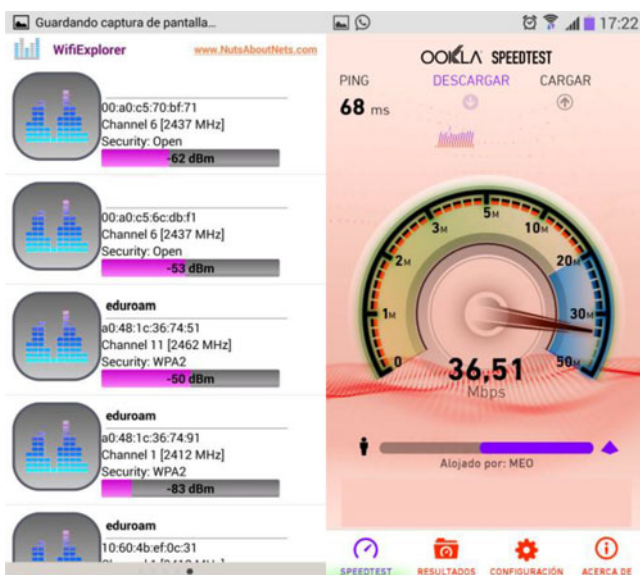 Guardando captura de pantalla...
WifiExplorer
www.NutsAboutNets.com
00:a0:c5:70:bf:71
Channel 6 [2437 MHz]
Security: Open
-62 dBm
00:a0:c5:6c:db:f1
Channel 6 [2437 MHz]
Security: Open
-53 dBm
eduroam
a0:48:1c:36:74:51
Channel 11 [2462 MHz]
Security: WPA2
-50 dBm
eduroam
a0:48:1c:36:74:91
Channel 1 [2412 MHz]
Security: WPA2
-83 dBm
eduroam
10:60:4b:ef:0c:31
17:22
OOKLA SPEEDTEST
PING DESCARGAR CARGAR
68 ms
0 1M 2M 3M 5M 10M 20M 30M 50M
36,51
Mbps
Alojado por: MEO
SPEEDTEST RESULTADOS CONFIGURACIÓN ACERCA DE